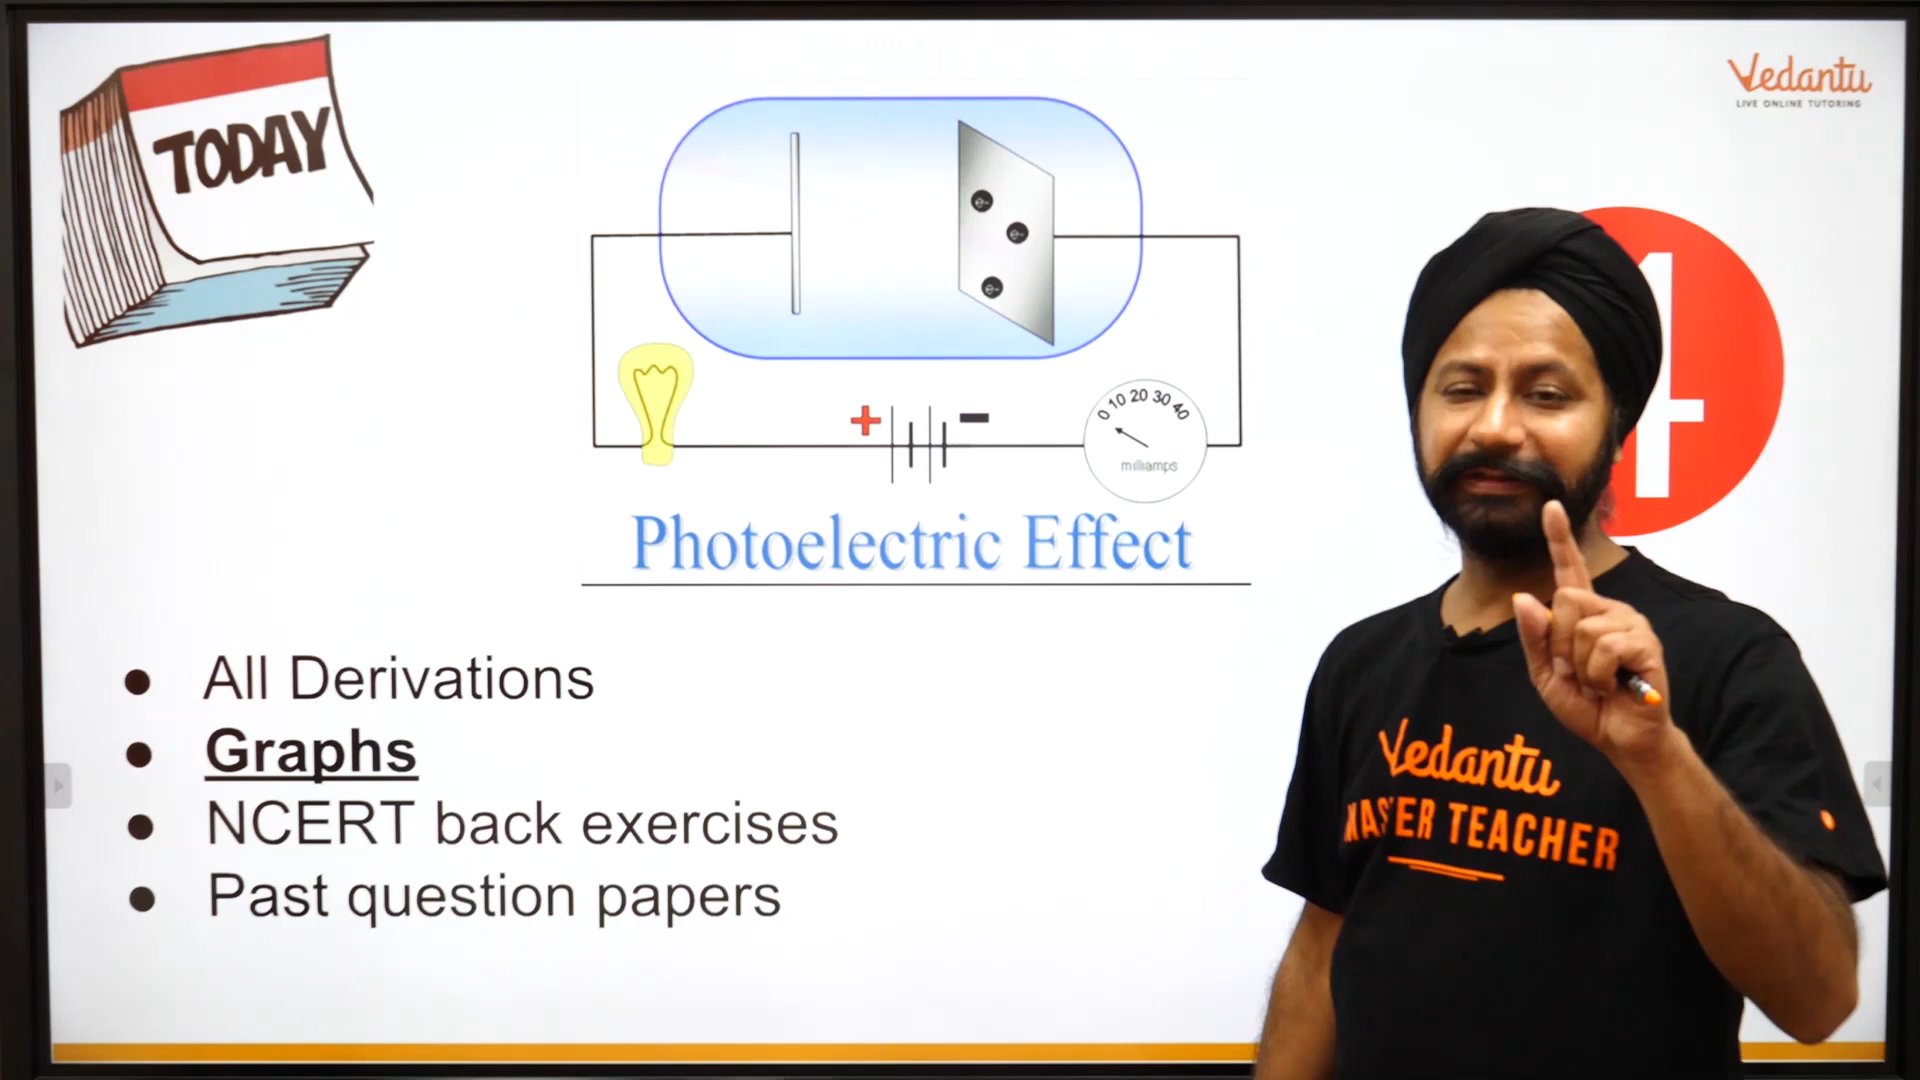 TODAY
Vedantu
LIVE ONLINE TUTORING
e-
e-
e-
4
+
-
0 10 20 30 40
milliamps
Photoelectric Effect
● All Derivations
● Graphs
● NCERT back exercises
● Past question papers
Vedantu
MASTER TEACHER